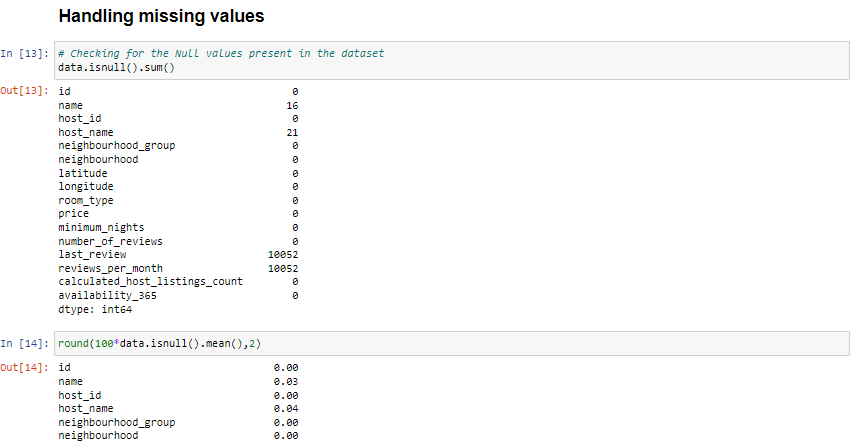 Handling missing values
In [13]: # Checking for the Null values present in the dataset
data.isnull().sum()
Out[13]: id 0
name 16
host_id 0
host_name 21
neighbourhood_group 0
neighbourhood 0
latitude 0
longitude 0
room_type 0
price 0
minimum_nights 0
number_of_reviews 0
last_review 10052
reviews_per_month 10052
calculated_host_listings_count 0
availability_365 0
dtype: int64
In [14]: round(100*data.isnull().mean(),2)
Out[14]: id 0.00
name 0.03
host_id 0.00
host_name 0.04
neighbourhood_group 0.00
neighbourhood 0.00